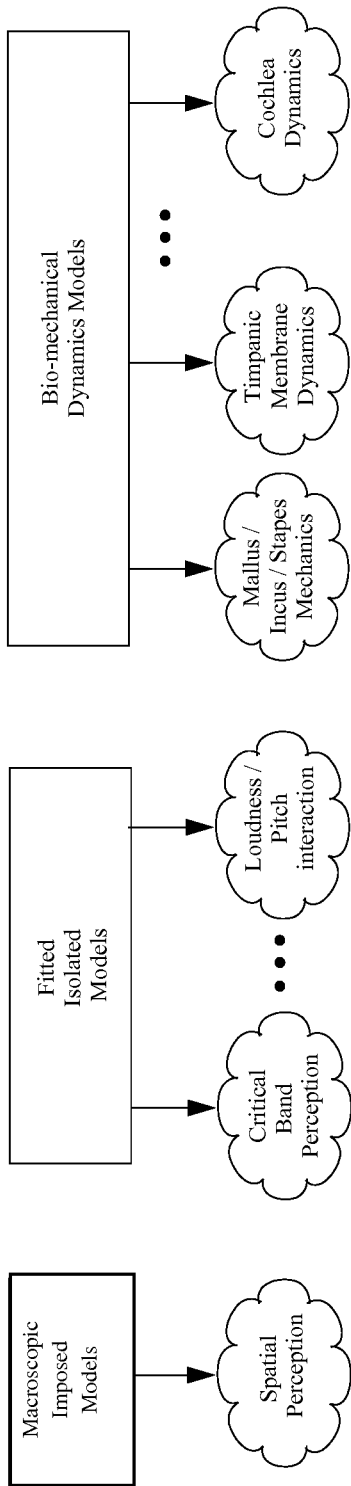 Macroscopic
Imposed
Models
Fitted
Isolated
Models
Bio-mechanical
Dynamics Models
Spatial
Perception
Critical
Band
Perception
Loudness /
Pitch
interaction
Mallus /
Incus / Stapes
Mechanics
Timpanic
Membrane
Dynamics
Cochlea
Dynamics